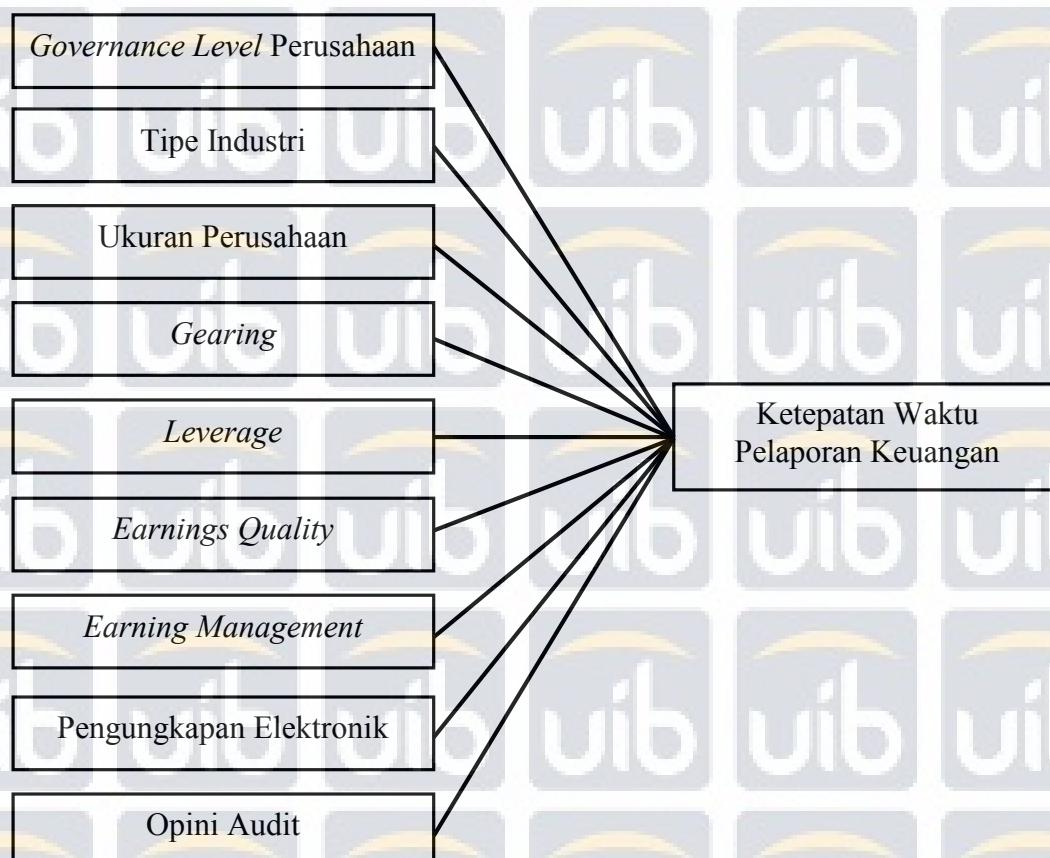 Governance Level Perusahaan
Tipe Industri
Ukuran Perusahaan
Gearing
Leverage
Earnings Quality
Earning Management
Pengungkapan Elektronik
Opini Audit
Ketepatan Waktu
Pelaporan Keuangan
uib